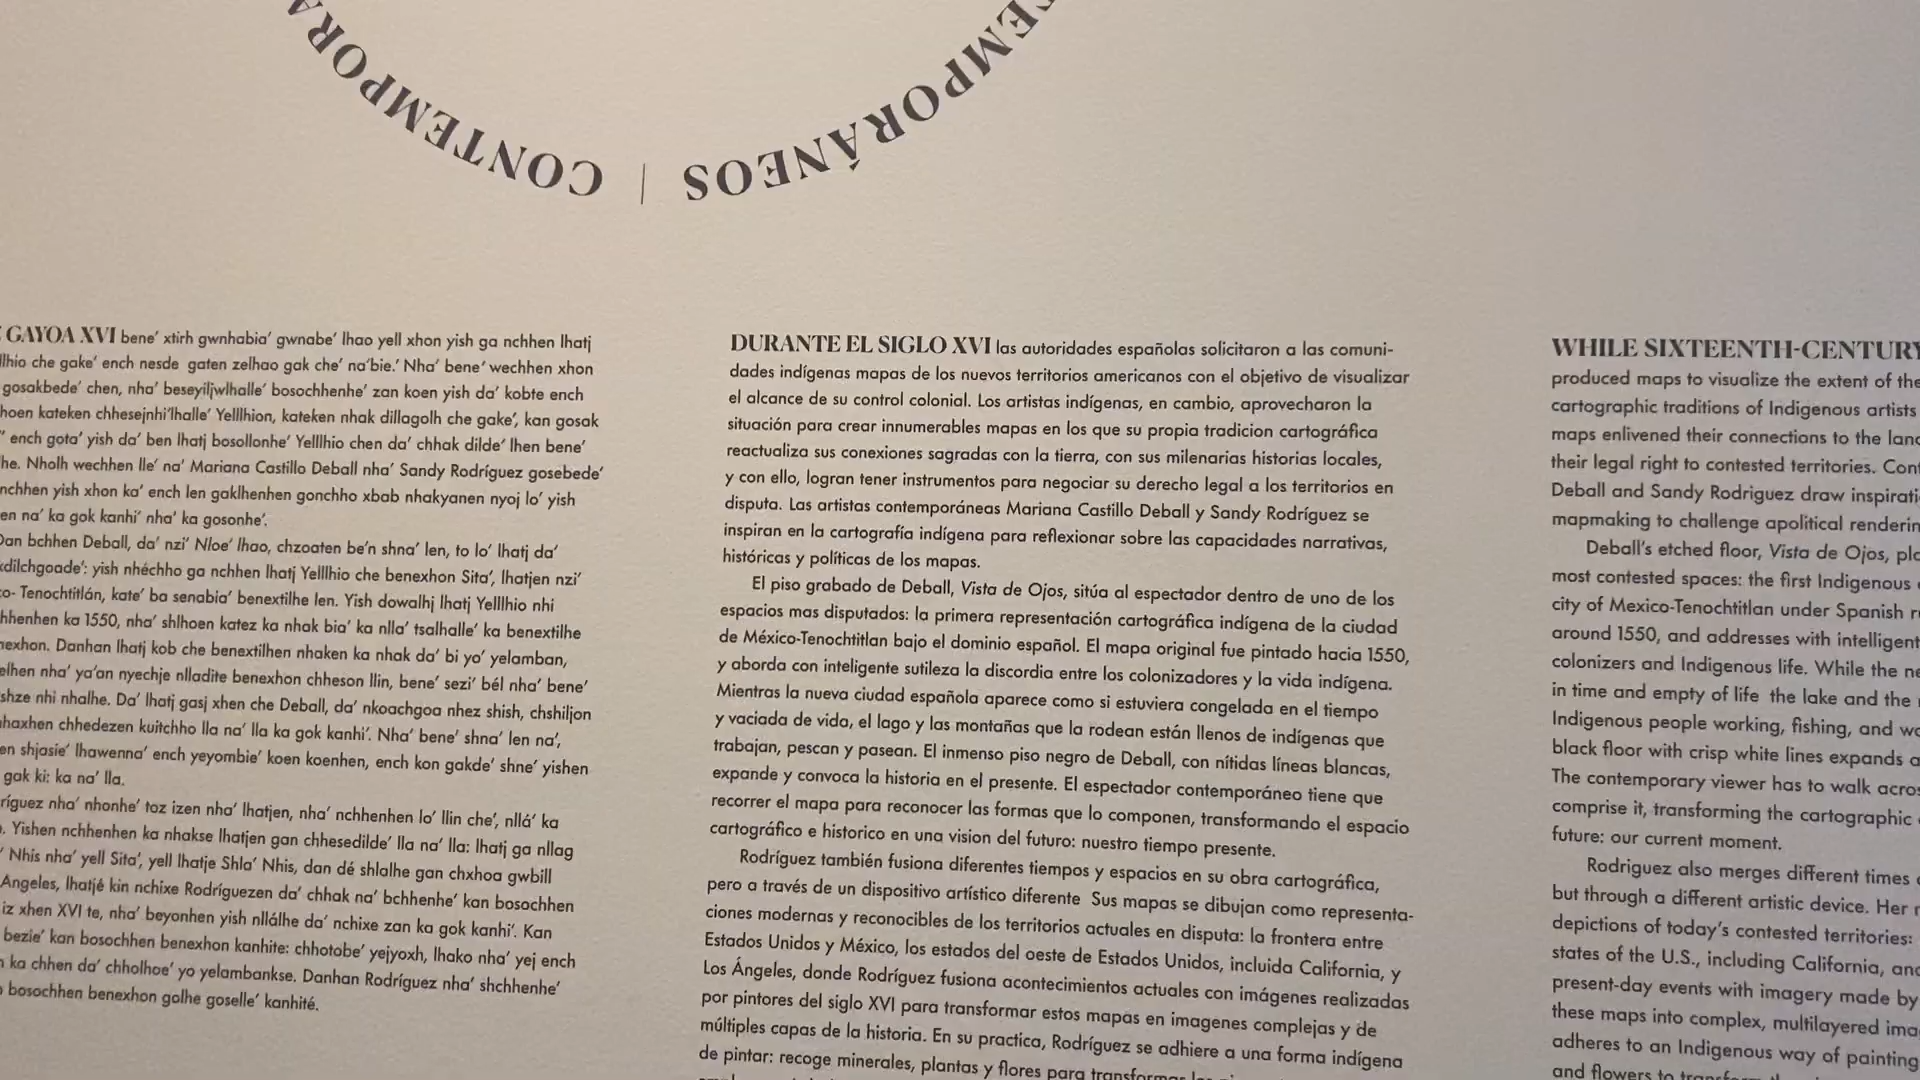 CONTEMPORÁNEOS | CONTEMPORA
GAYOA XVI bene’ xtirh gwnhabia’ gwnabe’ lhao yell xhon yish ga nchhen lhatj
che gake’ ench nesde gaten zelhao gak che’ na’bie.’ Nha’ bene’ wechhen xhon
gosakbede’ chen, nha’ beseyiljwlhalle’ bosochhenhe’ zan koen yish da’ kobte ench
kateken chhesejnhi’lhalle’ Yelllhion, kateken nhak dillagolh che gake’, kan gosak
ench gota’ yish da’ ben lhatj bosollonhe’ Yelllhio chen da’ chhak dilde’ lhen bene’
Nholh wechhen lle’ na’ Mariana Castillo Deball nha’ Sandy Rodríguez gosebede’
nchhen yish xhon ka’ ench len gaklhenhen gonchho xbab nhakyanen nyoj lo’ yish
na’ ka gok kanhi’ nha’ ka gosonhe’.
bchhen Deball, da’ nzi’ Nloe’ lhao, chzoaten be’n shna’ len, to lo’ lhatj da’
yish nhéchho ga nchhen lhatj Yelllhio che benexhon Sita’, lhatjen nzi’
Tenochtitlán, kate’ ba senabia’ benextilhe len. Yish dowalhj lhatj Yelllhio nhi
ka 1550, nha’ shlhoen katez ka nhak bia’ ka nlla’ tsalhalle’ ka benextilhe
Danhan lhatj kob che benextilhen nhaken ka nhak da’ bi yo’ yelamban,
nha’ ya’an nyechje nlladite benexhon chheson llin, bene’ sezi’ bél nha’ bene’
nhi nhalhe. Da’ lhatj gasj xhen che Deball, da’ nkoachgoa nhez shish, chshiljon
chhedezen kuitchho lla na’ lla ka gok kanhi’. Nha’ bene’ shna’ len na’,
shjasie’ lhawenna’ ench yeyombie’ koen koenhen, ench kon gakde’ shne’ yishen
gak ki: ka na’ lla.
nha’ nhonhe’ toz izen nha’ lhatjen, nha’ nchhenhen lo’ llin che’, nllá’ ka
Yishen nchhenhen ka nhakse lhatjen gan chhesedilde’ lla na’ lla: lhatj ga nllag
Nhis nha’ yell Sita’, yell lhatje Shla’ Nhis, dan dé shlalhe gan chxhoa gwbill
Angeles, lhatjé kin nchixe Rodríguezen da’ chhak na’ bchhenhe’ kan bosochhen
iz xhen XVI te, nha’ beyonhen yish nllálhe da’ nchixe zan ka gok kanhi’. Kan
bezie’ kan bosochhen benexhon kanhite: chhotobe’ yejyoxh, lhako nha’ yej ench
ka chhen da’ chholhoe’ yo yelambankse. Danhan Rodríguez nha’ shchhenhe’
bosochhen benexhon golhe goselle’ kanhité.
DURANTE EL SIGLO XVI las autoridades españolas solicitaron a las comuni-
dades indígenas mapas de los nuevos territorios americanos con el objetivo de visualizar
el alcance de su control colonial. Los artistas indígenas, en cambio, aprovecharon la
situación para crear innumerables mapas en los que su propia tradicion cartográfica
reactualiza sus conexiones sagradas con la tierra, con sus milenarias historias locales,
y con ello, logran tener instrumentos para negociar su derecho legal a los territorios en
disputa. Las artistas contemporáneas Mariana Castillo Deball y Sandy Rodríguez se
inspiran en la cartografía indígena para reflexionar sobre las capacidades narrativas,
históricas y políticas de los mapas.
El piso grabado de Deball, Vista de Ojos, sitúa al espectador dentro de uno de los
espacios mas disputados: la primera representación cartográfica indígena de la ciudad
de México-Tenochtitlan bajo el dominio español. El mapa original fue pintado hacia 1550,
y aborda con inteligente sutileza la discordia entre los colonizadores y la vida indígena.
Mientras la nueva ciudad española aparece como si estuviera congelada en el tiempo
y vaciada de vida, el lago y las montañas que la rodean están llenos de indígenas que
trabajan, pescan y pasean. El inmenso piso negro de Deball, con nítidas líneas blancas,
expande y convoca la historia en el presente. El espectador contemporáneo tiene que
recorrer el mapa para reconocer las formas que lo componen, transformando el espacio
cartográfico e historico en una vision del futuro: nuestro tiempo presente.
Rodríguez también fusiona diferentes tiempos y espacios en su obra cartográfica,
pero a través de un dispositivo artístico diferente Sus mapas se dibujan como representa-
ciones modernas y reconocibles de los territorios actuales en disputa: la frontera entre
Estados Unidos y México, los estados del oeste de Estados Unidos, incluida California, y
Los Ángeles, donde Rodríguez fusiona acontecimientos actuales con imágenes realizadas
por pintores del siglo XVI para transformar estos mapas en imagenes complejas y de
múltiples capas de la historia. En su practica, Rodríguez se adhiere a una forma indígena
de pintar: recoge minerales, plantas y flores para
WHILE SIXTEENTH-CENTURY
produced maps to visualize the extent of the
cartographic traditions of Indigenous artists
maps enlivened their connections to the land
their legal right to contested territories.
Deball and Sandy Rodriguez draw
mapmaking to challenge apolitical
Deball’s etched floor, Vista de Ojos,
most contested spaces: the first Indigenous
city of Mexico-Tenochtitlan under Spanish
around 1550, and addresses with
colonizers and Indigenous life. While the
in time and empty of life the lake and the
Indigenous people working, fishing, and
black floor with crisp white lines expands
The contemporary viewer has to walk
comprise it, transforming the cartographic
future: our current moment.
Rodriguez also merges different times
but through a different artistic device. Her
depictions of today’s contested territories:
states of the U.S., including California,
present-day events with imagery made by
these maps into complex, multilayered
adheres to an Indigenous way of painting
and flowers to